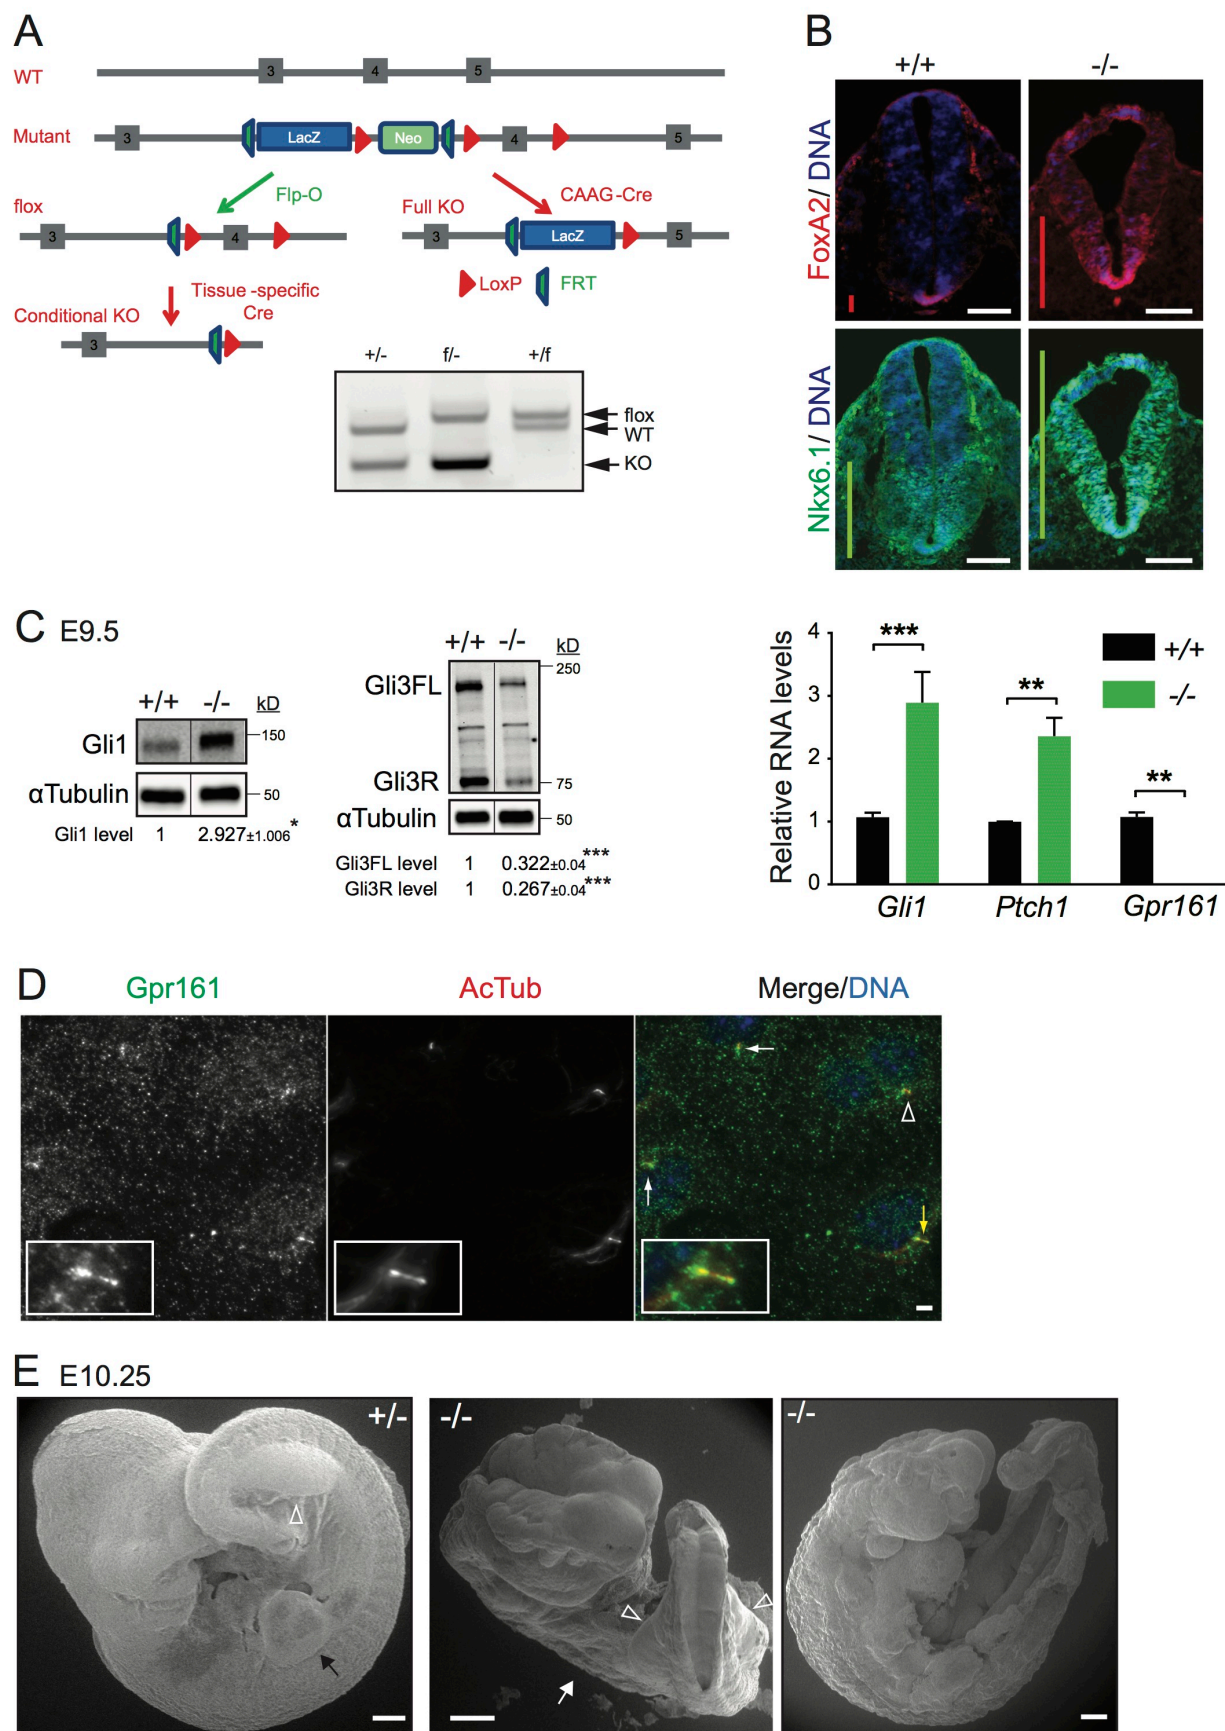 A
WT
3 4 5
Mutant
3 LacZ Neo 4 5
Flp-O
CAAG-Cre
flox
3 4
Full KO
3 LacZ 5
LoxP FRT
Tissue-specific
Cre
Conditional KO
3
+/- f/- +/f
flox
WT
KO
B
+/+ -/-
FoxA2/ DNA
Nkx6.1/ DNA
C E9.5
+/+ -/- kD
Gli1
150
αTubulin
50
Gli1 level 1 2.927±1.006*
+/+ -/- kD
250
Gli3FL
Gli3R
75
αTubulin
50
Gli3FL level 1 0.322±0.04***
Gli3R level 1 0.267±0.04***
Relative RNA levels
4
3
2
1
0
*** ** **
+/+
-/-
Gli1 Ptch1 Gpr161
D
Gpr161 AcTub Merge/DNA
E E10.25
+/- -/- -/-